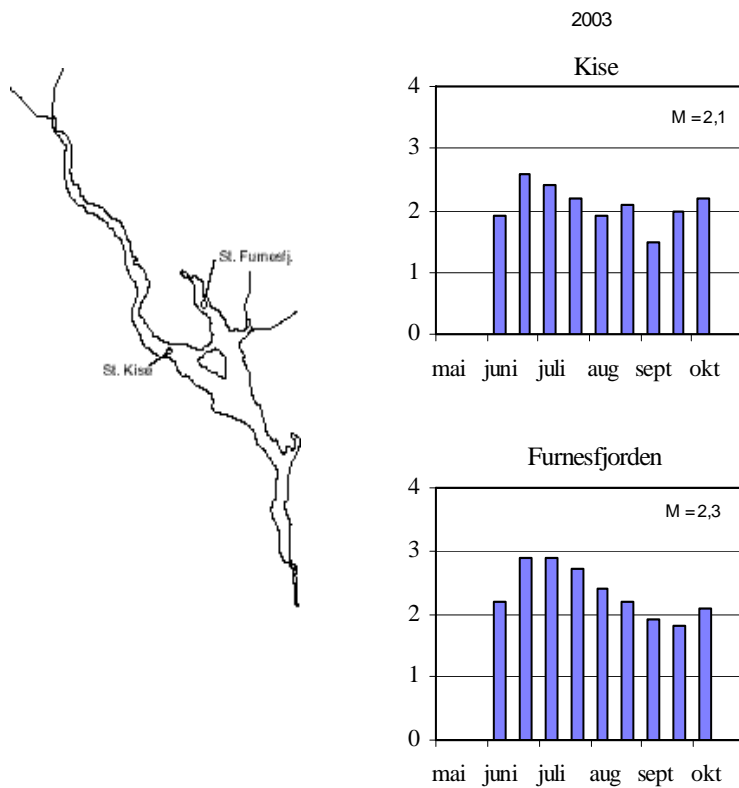 2003
Kise
4
3
2
1
0
M =2,1
mai juni juli aug sept okt
St. Furnesfj.
St. Kise
Furnesfjorden
4
3
2
1
0
M =2,3
mai juni juli aug sept okt